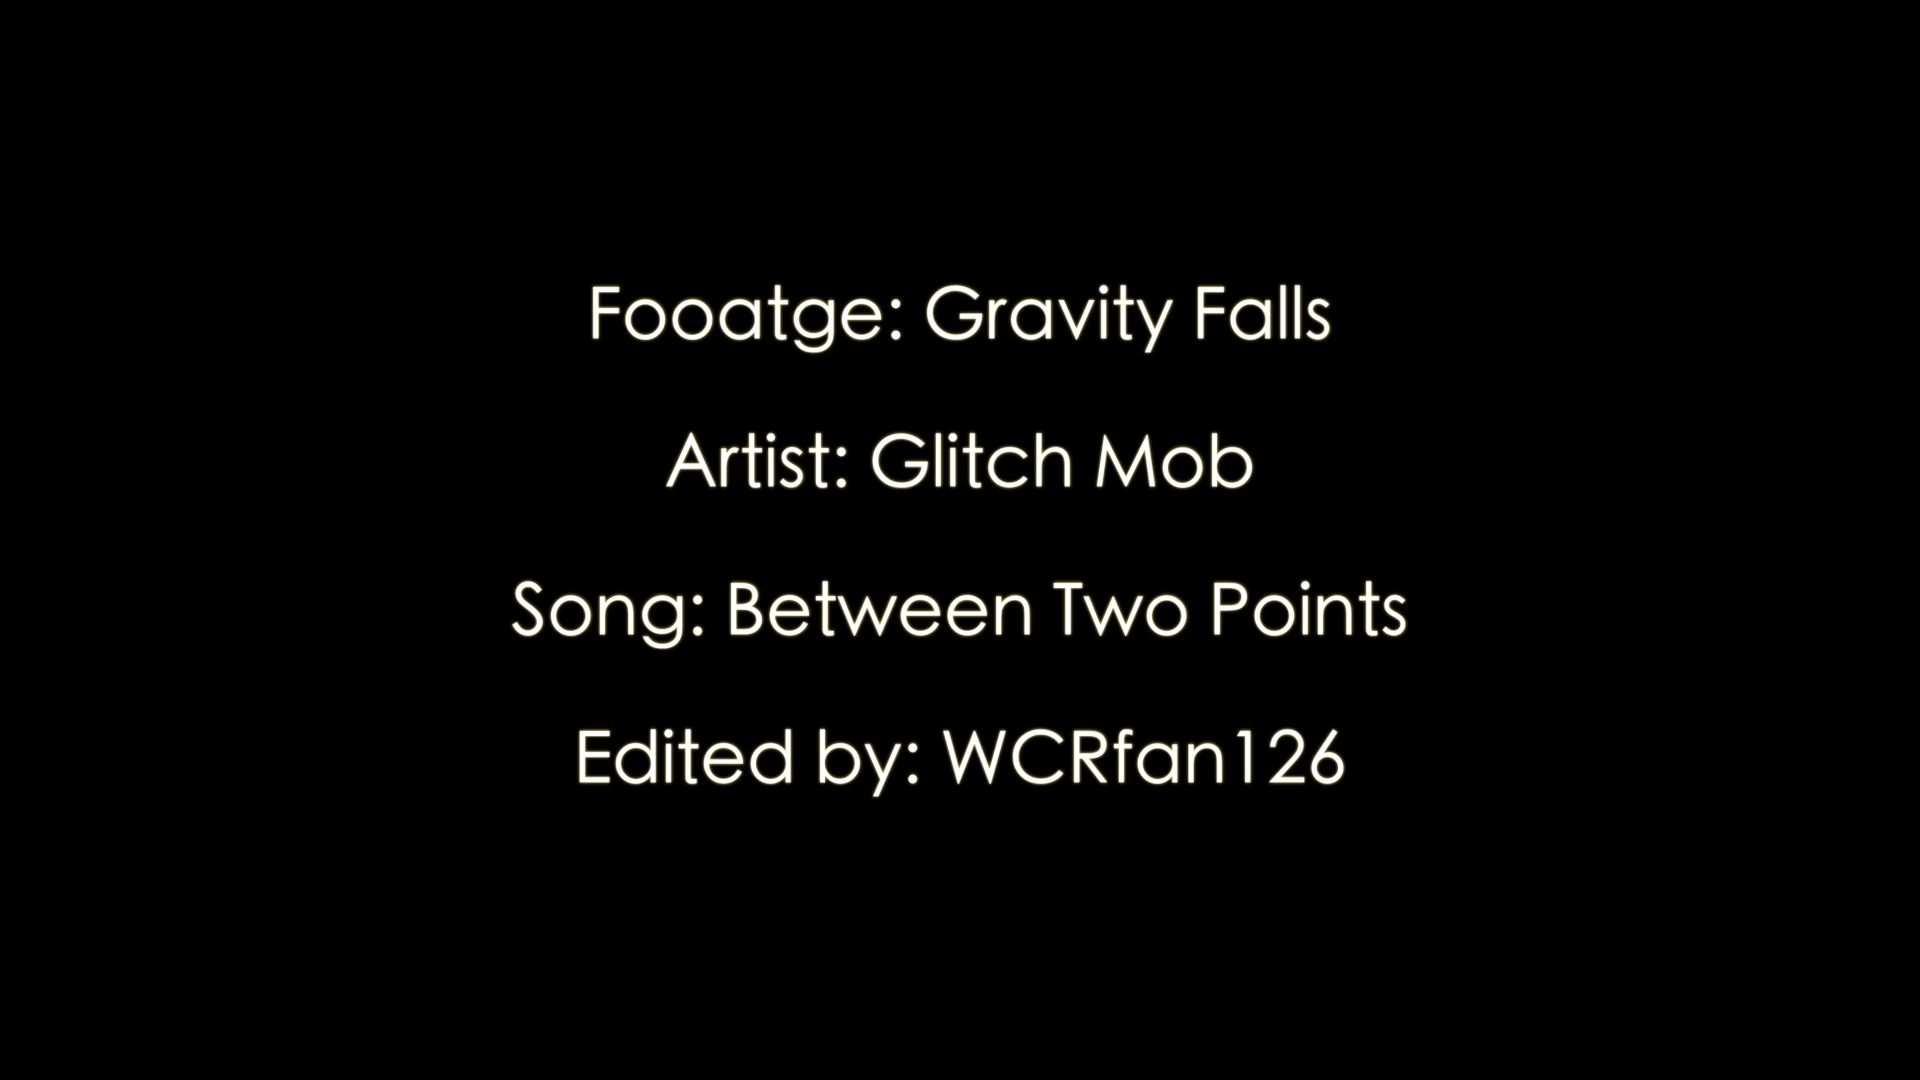 Fooatge: Gravity Falls
Artist: Glitch Mob
Song: Between Two Points
Edited by: WCRfan126